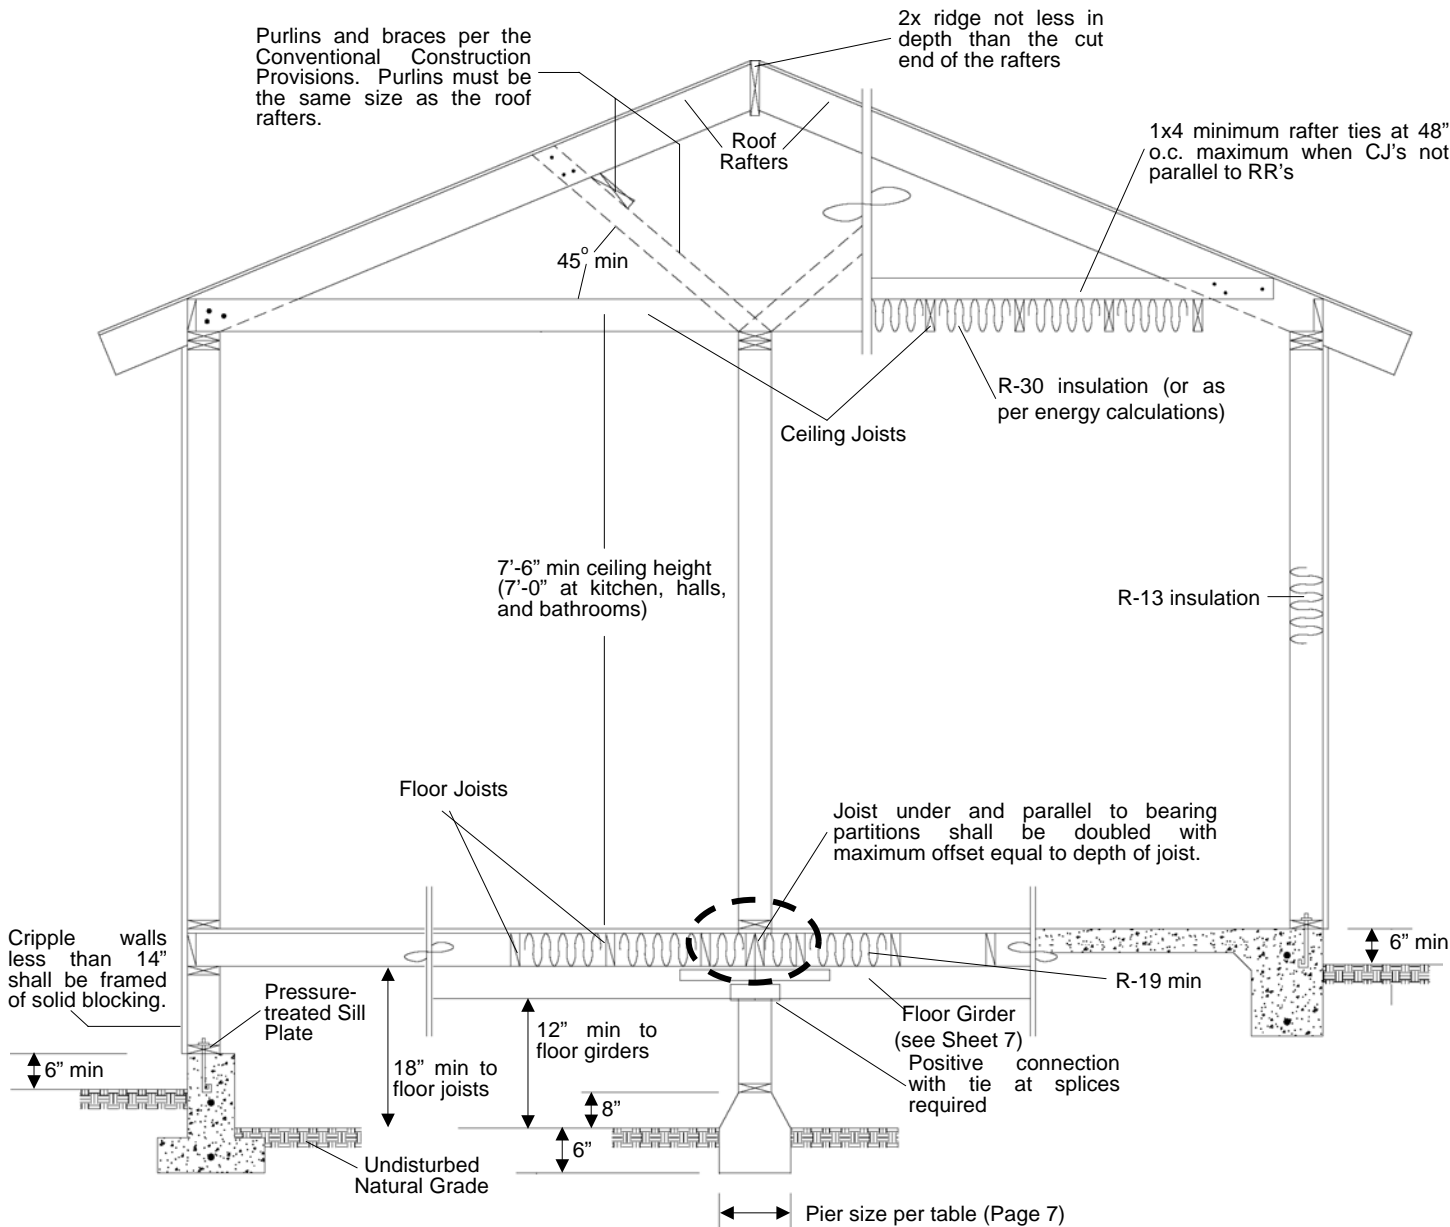 Purlins and braces per the
Conventional Construction
Provisions. Purlins must be
the same size as the roof
rafters.
2x ridge not less in
depth than the cut
end of the rafters
Roof
Rafters
1x4 minimum rafter ties at 48”
o.c. maximum when CJ's not
parallel to RR's
45o min
R-30 insulation (or as
per energy calculations)
Ceiling Joists
7'-6” min ceiling height
(7'-0” at kitchen, halls,
and bathrooms)
R-13 insulation
Floor Joists
Joist under and parallel to bearing
partitions shall be doubled with
maximum offset equal to depth of joist.
Cripple walls
less than 14”
shall be framed
of solid blocking.
6” min
R-19 min
Pressure-
treated Sill
Plate
12” min to
floor girders
Floor Girder
(see Sheet 7)
18” min to
floor joists
Positive connection
with tie at splices
required
6” min
8”
6”
Undisturbed
Natural Grade
Pier size per table (Page 7)